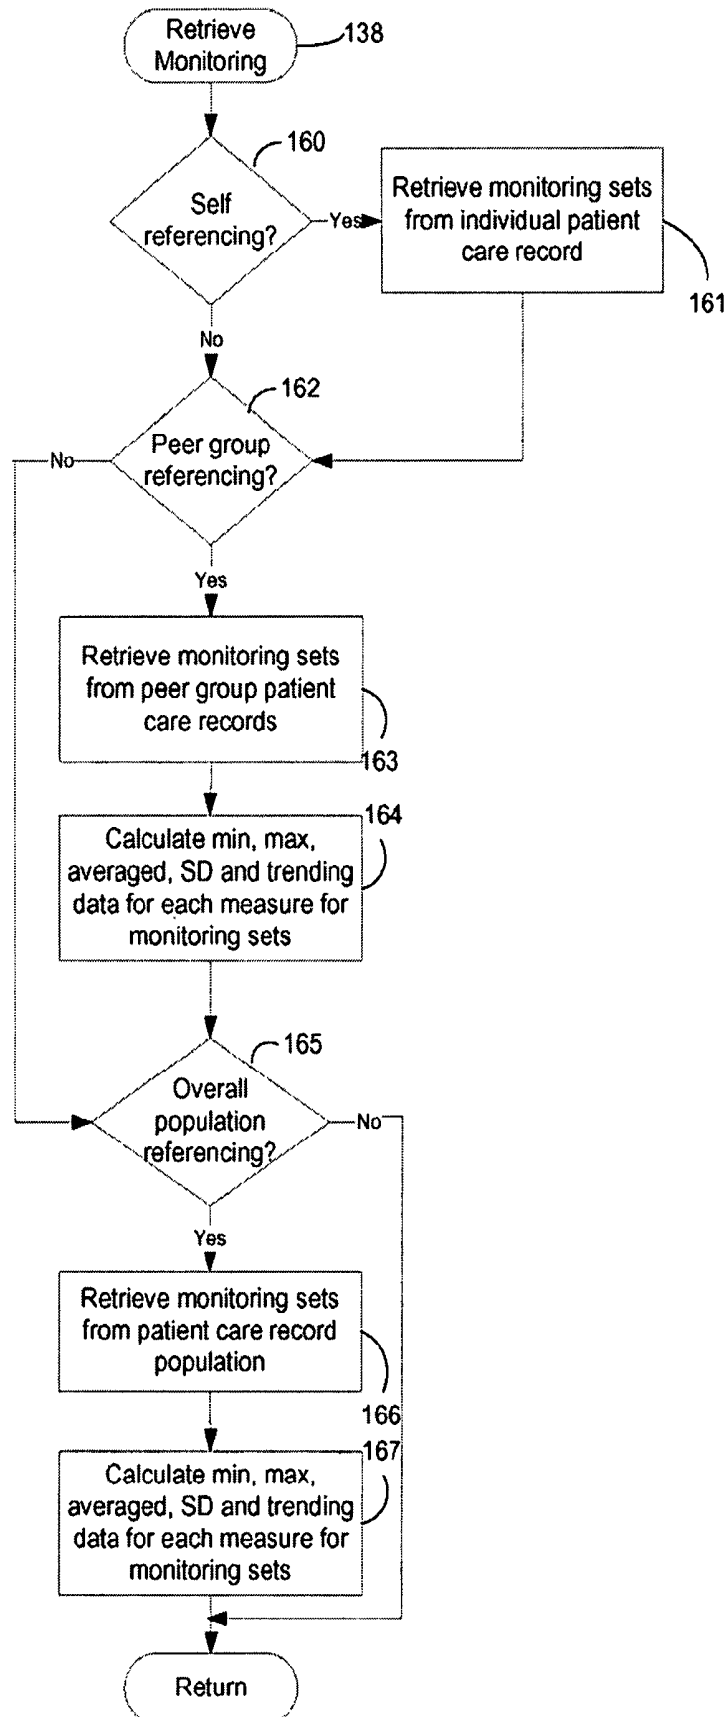 Retrieve
Monitoring
138
160
Self
referencing?
Yes
Retrieve monitoring sets
from individual patient
care record
161
No
162
Peer group
referencing?
No
Yes
Retrieve monitoring sets
from peer group patient
care records
163
164
Calculate min, max,
averaged, SD and trending
data for each measure for
monitoring sets
165
Overall
population
referencing?
No
Yes
Retrieve monitoring sets
from patient care record
population
166
167
Calculate min, max,
averaged, SD and trending
data for each measure for
monitoring sets
Return